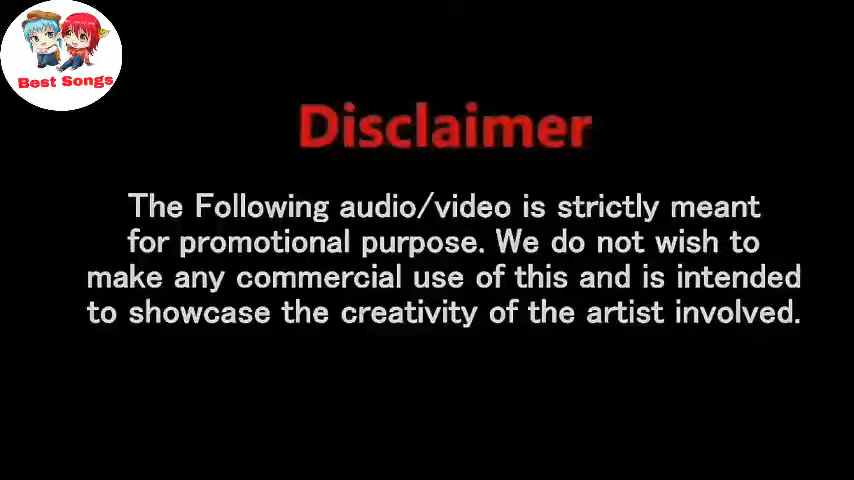 Best Songs
Disclaimer
The Following audio/video is strictly meant
for promotional purpose. We do not wish to
make any commercial use of this and is intended
to showcase the creativity of the artist involved.